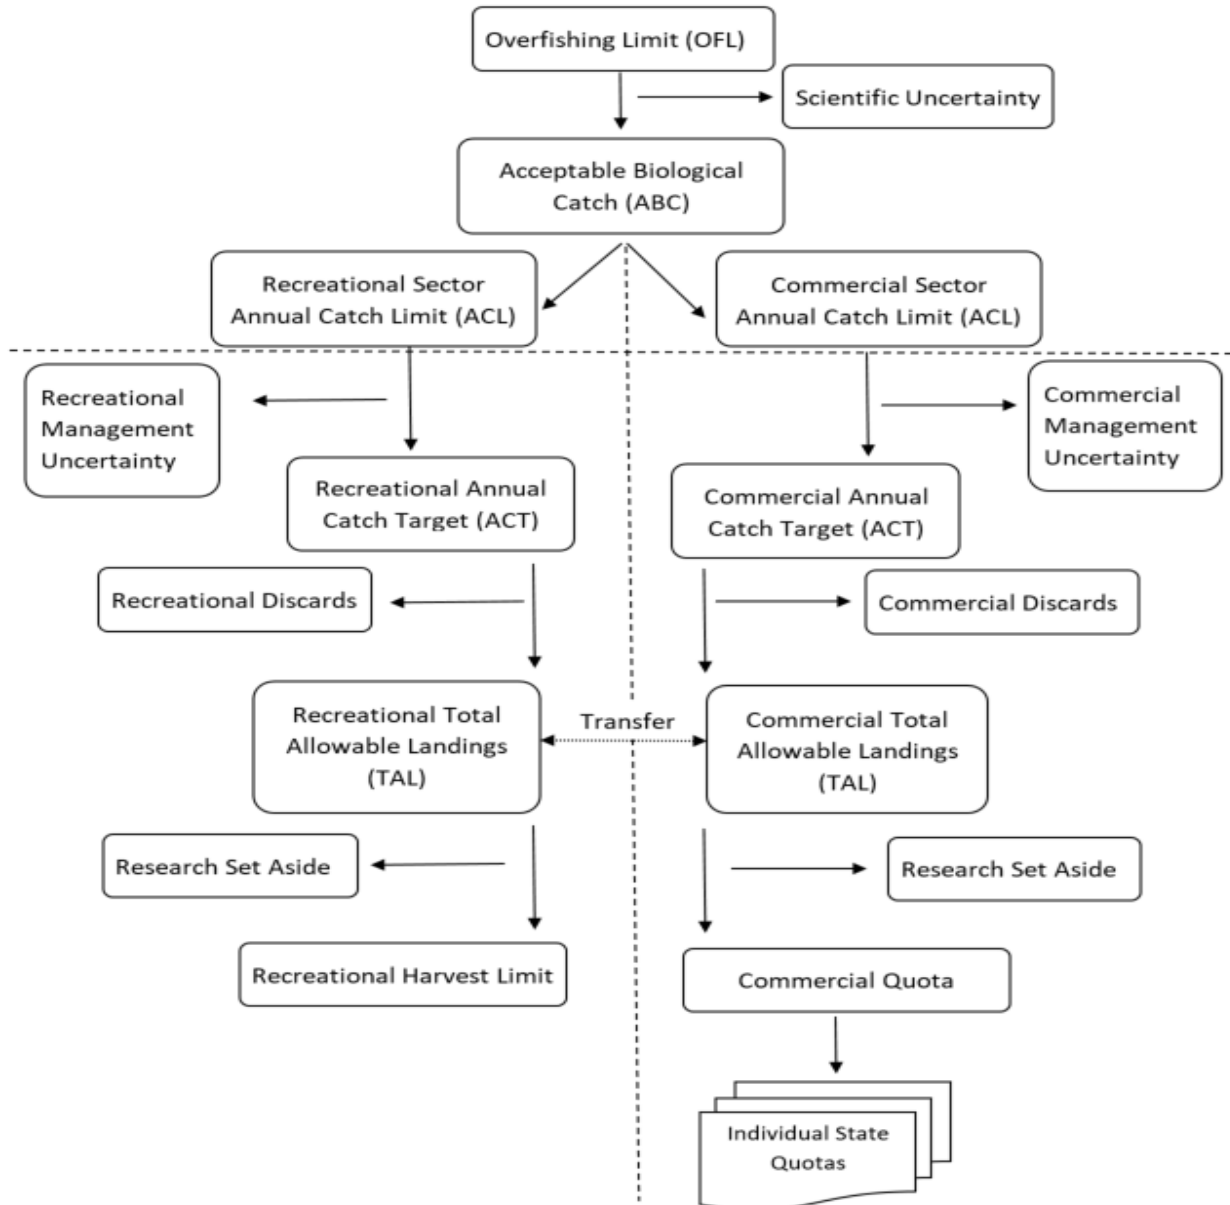 Overfishing Limit (OFL)
Scientific Uncertainty
Acceptable Biological
Catch (ABC)
Recreational Sector
Annual Catch Limit (ACL)
Commercial Sector
Annual Catch Limit (ACL)
Recreational
Management
Uncertainty
Commercial
Management
Uncertainty
Recreational Annual
Catch Target (ACT)
Commercial Annual
Catch Target (ACT)
Recreational Discards
Commercial Discards
Recreational Total
Allowable Landings
(TAL)
Transfer
Commercial Total
Allowable Landings
(TAL)
Research Set Aside
Research Set Aside
Recreational Harvest Limit
Commercial Quota
Individual State
Quotas